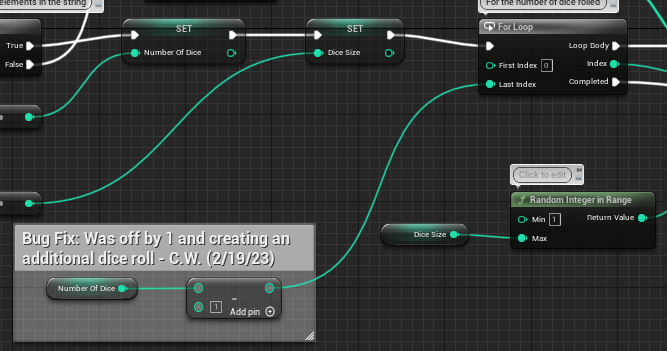 elements in the string
For the number of dice rolled
True
False
SET
Number Of Dice
SET
Dice Size
For Loop
Loop Body
First Index 0
Index
Last Index
Completed
Click to edit
Random Integer in Range
Min 1
Return Value
Max
Dice Size
Bug Fix: Was off by 1 and creating an
additional dice roll - C.W. (2/19/23)
Number Of Dice
-
1
Add pin